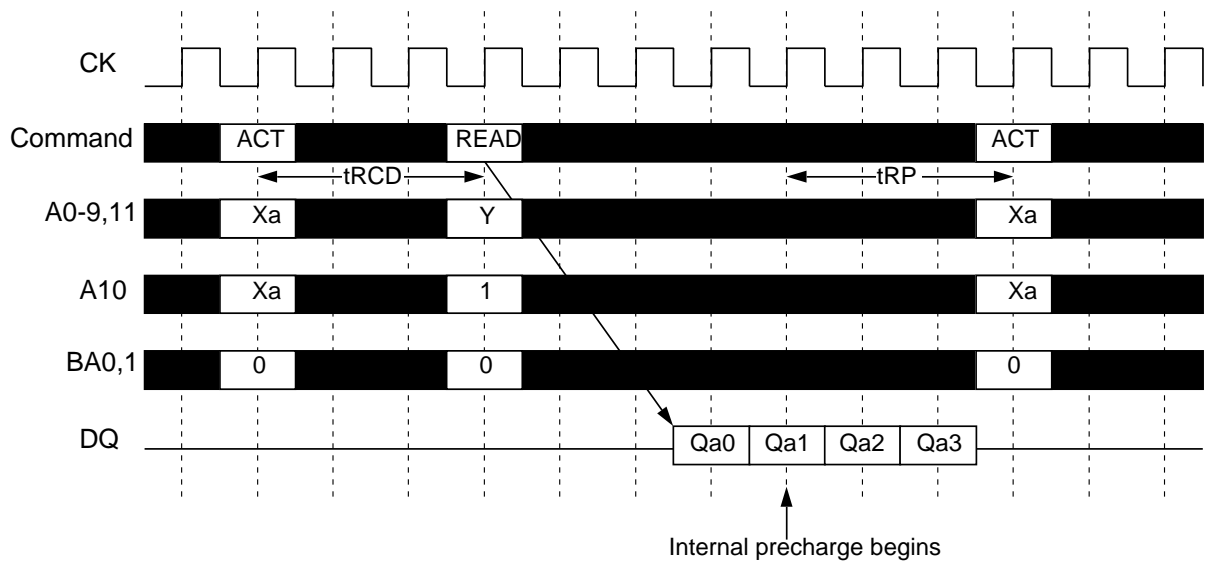 CK
Command ACT READ ACT
tRCD tRP
A0-9,11 Xa Y Xa
A10 Xa 1 Xa
BA0,1 0 0 0
DQ Qa0 Qa1 Qa2 Qa3
Internal precharge begins